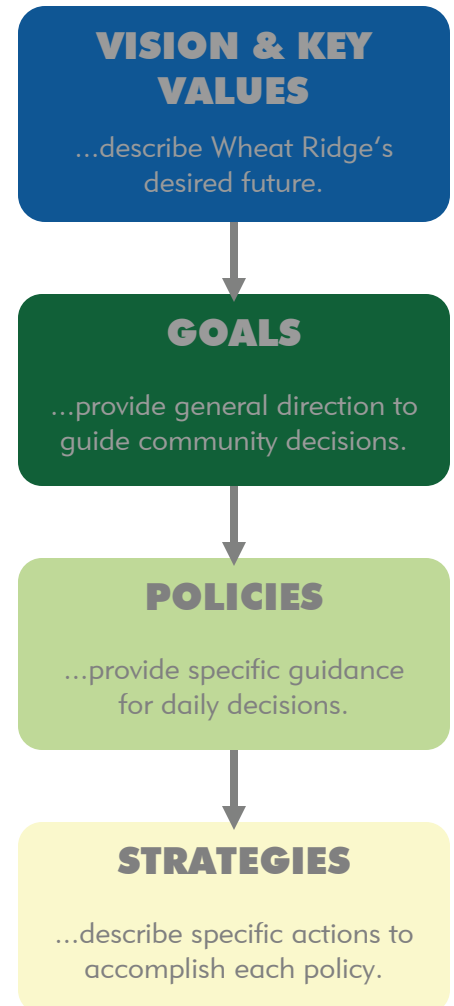 VISION & KEY
VALUES
...describe Wheat Ridge's
desired future.
GOALS
...provide general direction to
guide community decisions.
POLICIES
...provide specific guidance
for daily decisions.
STRATEGIES
...describe specific actions to
accomplish each policy.